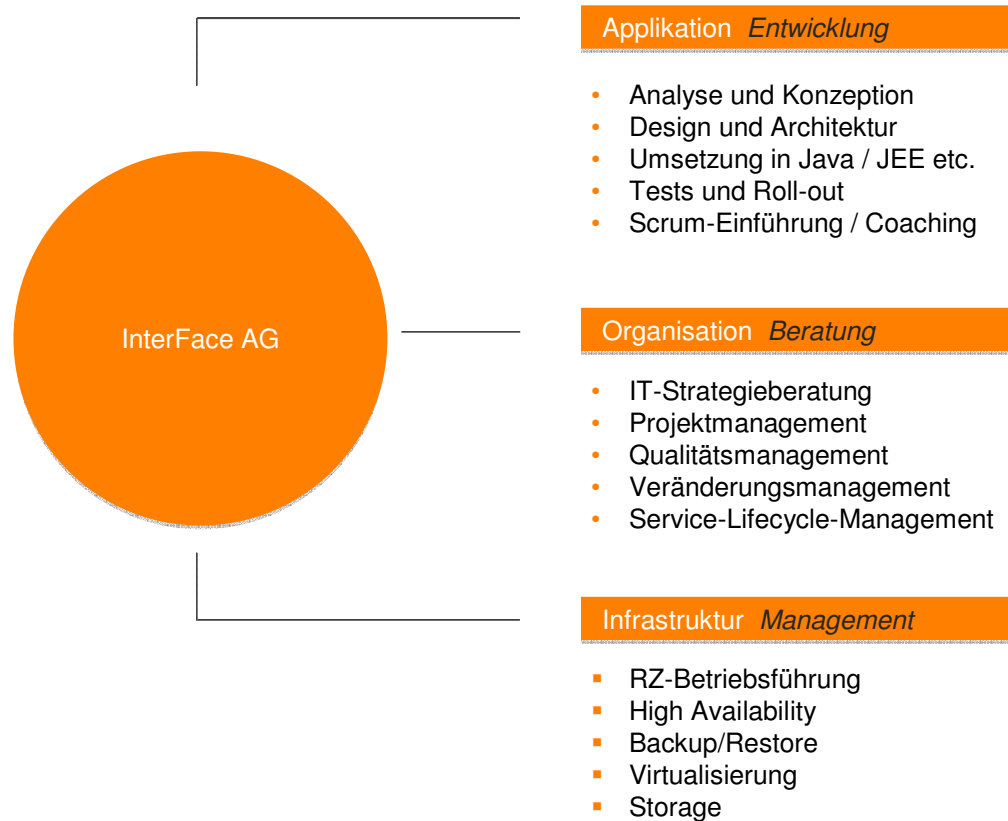 InterFace AG
Applikation Entwicklung
• Analyse und Konzeption
• Design und Architektur
• Umsetzung in Java / JEE etc.
• Tests und Roll-out
• Scrum-Einführung / Coaching
Organisation Beratung
• IT-Strategieberatung
• Projektmanagement
• Qualitätsmanagement
• Veränderungsmanagement
• Service-Lifecycle-Management
Infrastruktur Management
▪ RZ-Betriebsführung
▪ High Availability
▪ Backup/Restore
▪ Virtualisierung
▪ Storage